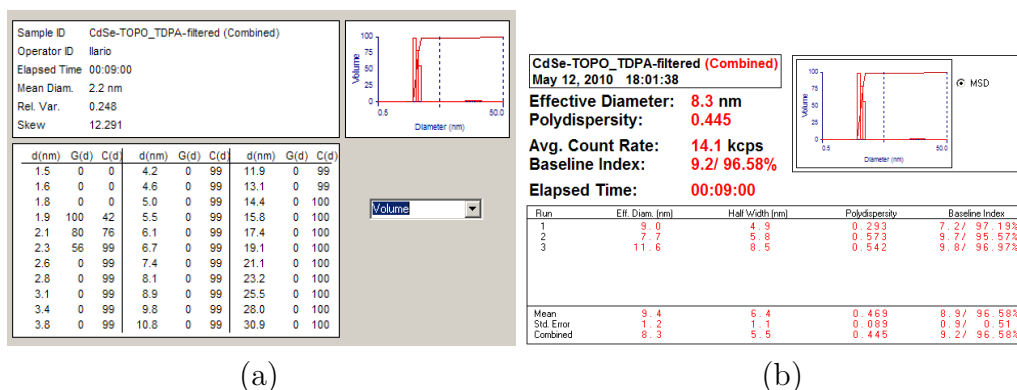 Sample ID CdSe-TOPO_TDPA-filtered (Combined)
Operator ID Ilario
Elapsed Time 00:09:00
Mean Diam. 2.2 nm
Rel. Var. 0.248
Skew 12.291
100
75
50
25
0
Volume
0.5 50.0
Diameter (nm)
d(nm) G(d) C(d) d(nm) G(d) C(d) d(nm) G(d) C(d)
1.5 0 0 4.2 0 99 11.9 0 99
1.6 0 0 4.6 0 99 13.1 0 99
1.8 0 0 5.0 0 99 14.4 0 100
1.9 100 42 5.5 0 99 15.8 0 100
2.1 80 76 6.1 0 99 17.4 0 100
2.3 56 99 6.7 0 99 19.1 0 100
2.6 0 99 7.4 0 99 21.1 0 100
2.8 0 99 8.1 0 99 23.2 0 100
3.1 0 99 8.9 0 99 25.5 0 100
3.4 0 99 9.8 0 99 28.0 0 100
3.8 0 99 10.8 0 99 30.9 0 100
Volume
(a)
CdSe-TOPO_TDPA-filtered (Combined)
May 12, 2010 18:01:38
Effective Diameter: 8.3 nm
Polydispersity: 0.445
Avg. Count Rate: 14.1 kcps
Baseline Index: 9.2/ 96.58%
Elapsed Time: 00:09:00
100
75
50
25
0
Volume
0.5 50.0
Diameter (nm)
MSD
Run Eff. Diam. (nm) Half Width (nm) Polydispersity Baseline Index
1 9.0 4.9 0.293 7.2/ 97.19%
2 7.7 5.8 0.573 9.7/ 95.57%
3 11.6 8.5 0.542 9.8/ 96.97%
Mean 9.4 6.4 0.469 8.9/ 96.58%
Std. Error 1.2 1.1 0.089 0.9/ 0.51
Combined 8.3 5.5 0.445 9.2/ 96.58%
(b)